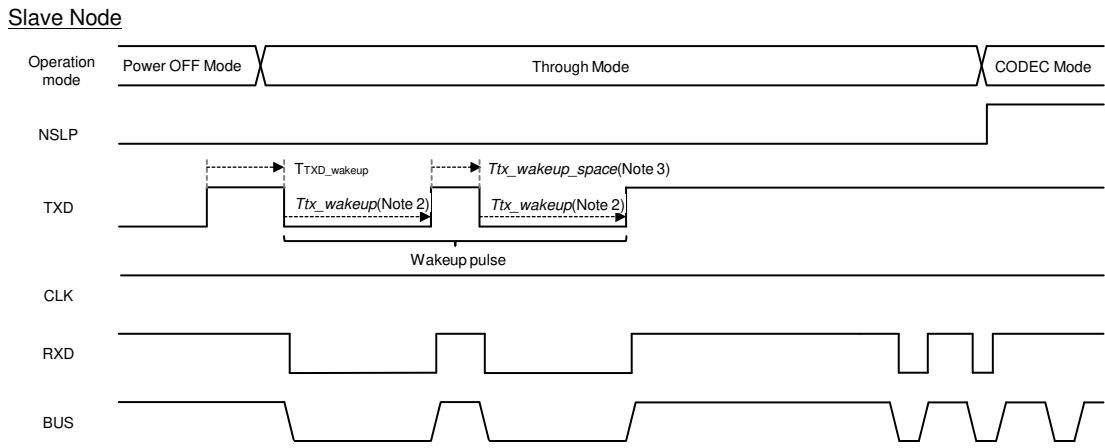 Slave Node
Operation mode
Power OFF Mode
Through Mode
CODEC Mode
NSLP
TTXD_wakeup
Ttx_wakeup_space(Note 3)
TXD
Ttx_wakeup(Note 2)
Ttx_wakeup(Note 2)
Wakeup pulse
CLK
RXD
BUS